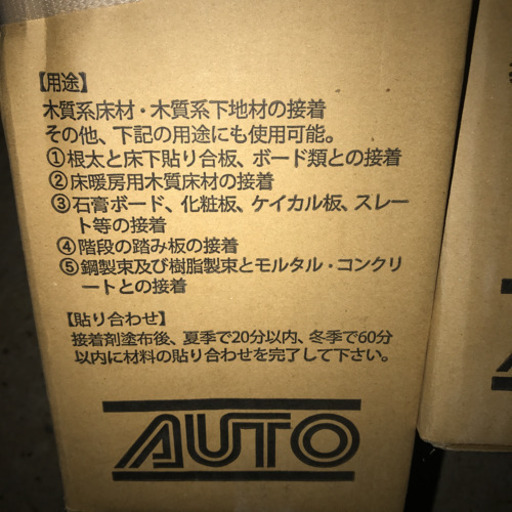 【用途】
木質系床材・木質系下地材の接着
その他、下記の用途にも使用可能。
①根太と床下貼り合板、ボード類との接着
②床暖房用木質床材の接着
③石膏ボード、化粧板、ケイカル板、スレー
ト等の接着
④階段の踏み板の接着
⑤鋼製束及び樹脂製束とモルタル・コンクリ
ートとの接着
【貼り合わせ】
接着剤塗布後、夏季で20分以内、冬季で60分
以内に材料の貼り合わせを完了して下さい。
AUTO